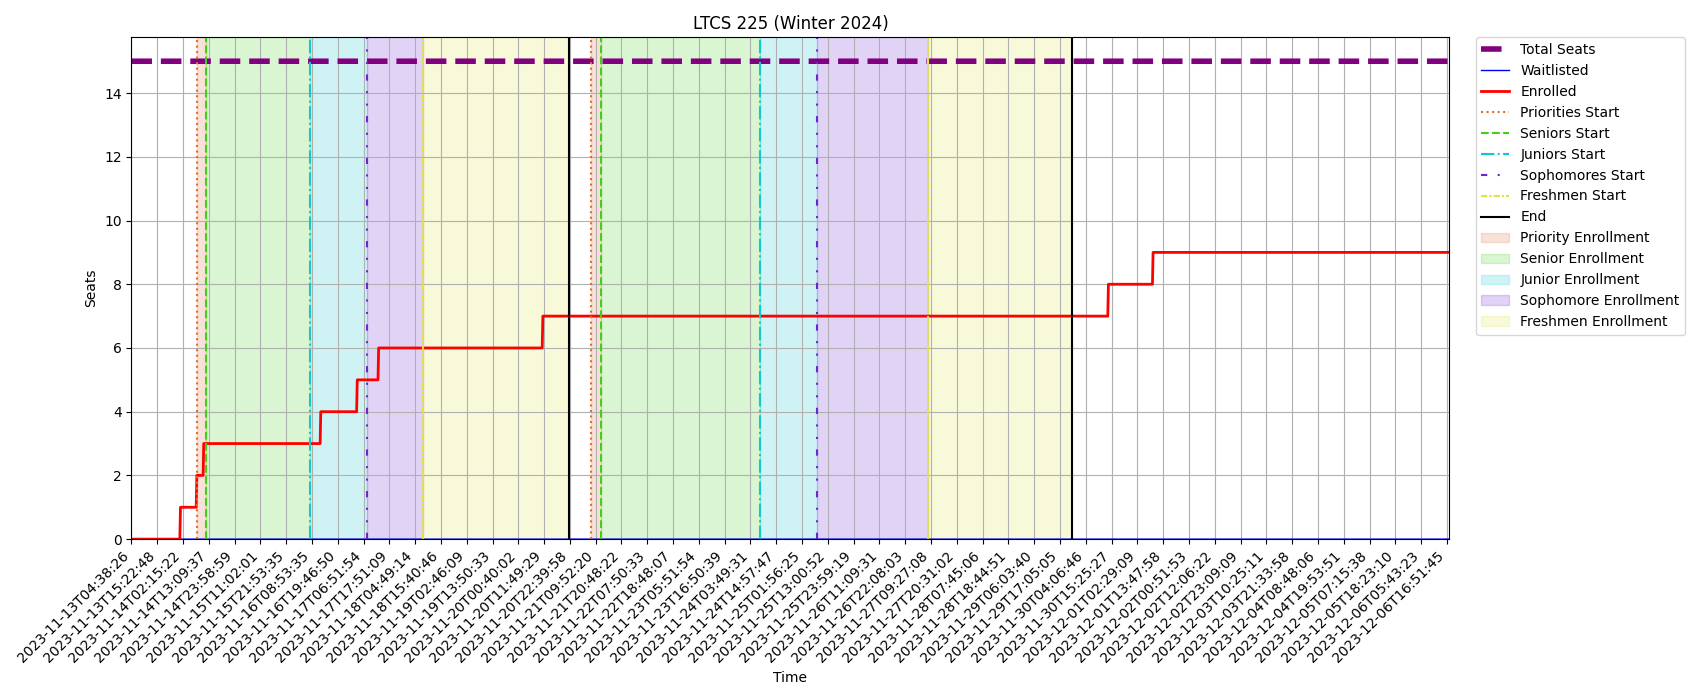 LTCS 225 (Winter 2024)
Total Seats
Waitlisted
Enrolled
Priorities Start
Seniors Start
Juniors Start
Sophomores Start
Freshmen Start
End
Priority Enrollment
Senior Enrollment
Junior Enrollment
Sophomore Enrollment
Freshmen Enrollment
Seats
14
12
10
8
6
4
2
0
2023-11-13T04:38:26
2023-11-13T15:22:48
2023-11-14T02:15:22
2023-11-14T13:09:37
2023-11-14T23:58:59
2023-11-15T11:02:01
2023-11-15T21:53:35
2023-11-16T08:53:35
2023-11-16T19:46:50
2023-11-17T06:51:54
2023-11-17T17:51:09
2023-11-18T04:49:14
2023-11-18T15:40:46
2023-11-19T02:46:09
2023-11-19T13:50:33
2023-11-20T00:40:02
2023-11-20T11:49:29
2023-11-20T22:39:58
2023-11-21T09:52:20
2023-11-21T20:48:22
2023-11-22T07:50:33
2023-11-22T18:48:07
2023-11-23T05:51:54
2023-11-23T16:50:39
2023-11-24T03:49:31
2023-11-24T14:57:47
2023-11-25T01:56:25
2023-11-25T13:00:52
2023-11-25T23:59:19
2023-11-26T11:09:31
2023-11-26T22:08:03
2023-11-27T09:27:08
2023-11-27T20:31:02
2023-11-28T07:45:06
2023-11-28T18:44:51
2023-11-29T06:03:40
2023-11-29T17:05:05
2023-11-30T04:06:46
2023-11-30T15:25:27
2023-12-01T02:29:09
2023-12-01T13:47:58
2023-12-02T00:51:53
2023-12-02T12:06:22
2023-12-02T23:09:09
2023-12-03T10:25:11
2023-12-03T21:33:58
2023-12-04T08:48:06
2023-12-04T19:53:51
2023-12-05T07:15:38
2023-12-05T18:23:10
2023-12-06T05:43:23
2023-12-06T16:51:45
Time